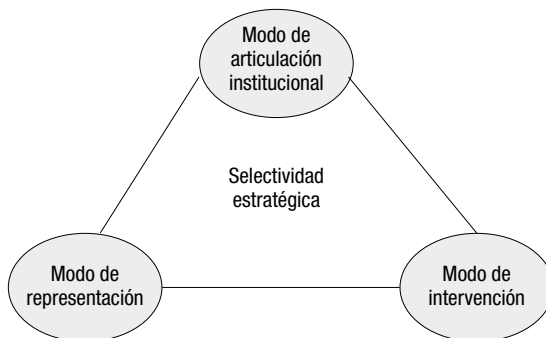 Modo de
articulación
institucional
Selectividad
estratégica
Modo de
representación
Modo de
intervención